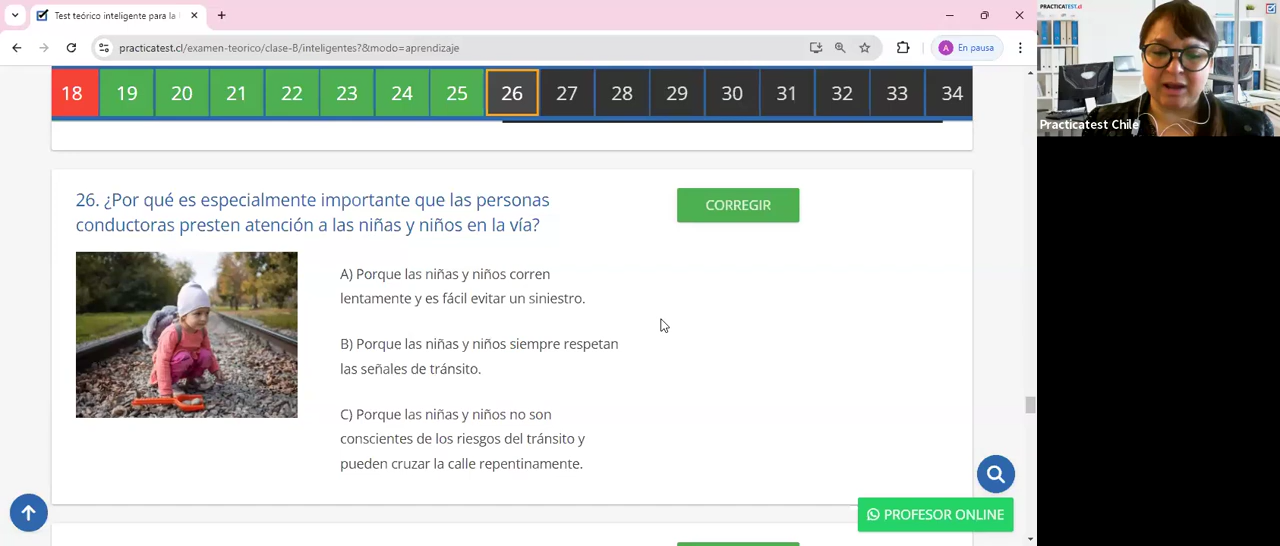 Test teórico inteligente para la
practicatest.cl/examen-teorico/clase-B/inteligentes?&modo=aprendizaje
A
En pausa
PRACTICATEST.cl
Practicatest Chile
18 19 20 21 22 23 24 25 26 27 28 29 30 31 32 33 34
26. ¿Por qué es especialmente importante que las personas
conductoras presten atención a las niñas y niños en la vía?
CORREGIR
A) Porque las niñas y niños corren
lentamente y es fácil evitar un siniestro.
B) Porque las niñas y niños siempre respetan
las señales de tránsito.
C) Porque las niñas y niños no son
conscientes de los riesgos del tránsito y
pueden cruzar la calle repentinamente.
PROFESOR ONLINE